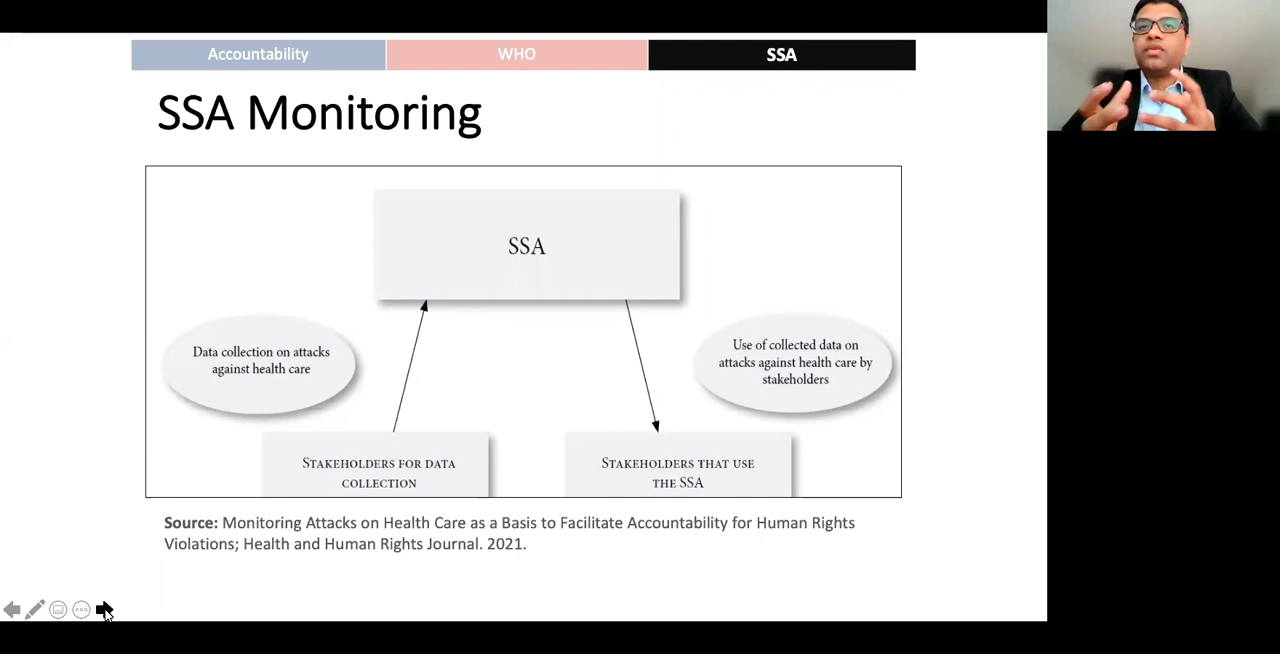 Accountability
WHO
SSA
SSA Monitoring
SSA
Data collection on attacks
against health care
Use of collected data on
attacks against health care by
stakeholders
Stakeholders for data
collection
Stakeholders that use
the SSA
Source: Monitoring Attacks on Health Care as a Basis to Facilitate Accountability for Human Rights
Violations; Health and Human Rights Journal. 2021.